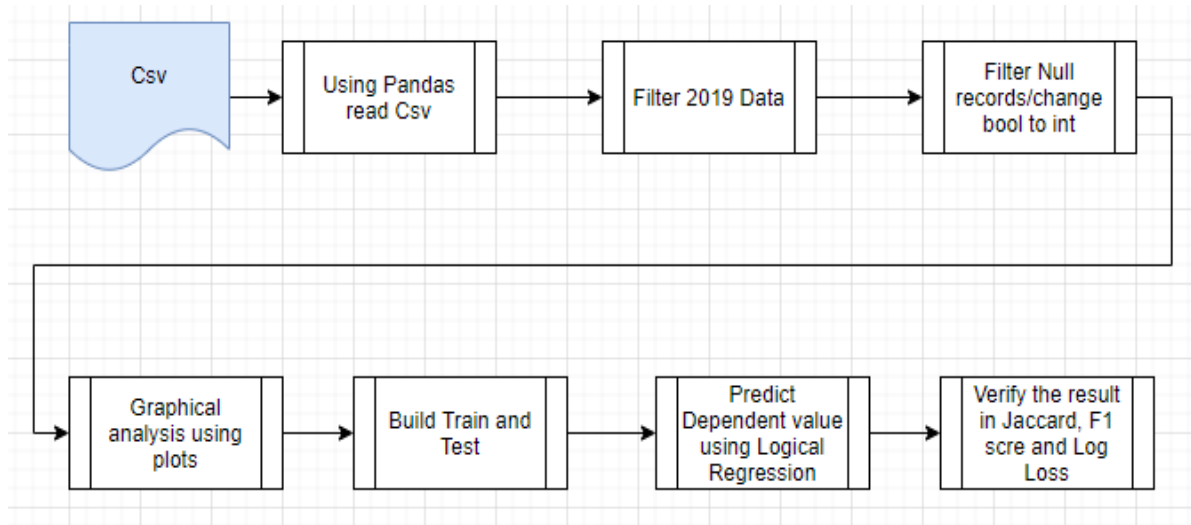 Csv
Using Pandas
read Csv
Filter 2019 Data
Filter Null
records/change
bool to int
Graphical
analysis using
plots
Build Train and
Test
Predict
Dependent value
using Logical
Regression
Verify the result
in Jaccard, F1
scre and Log
Loss